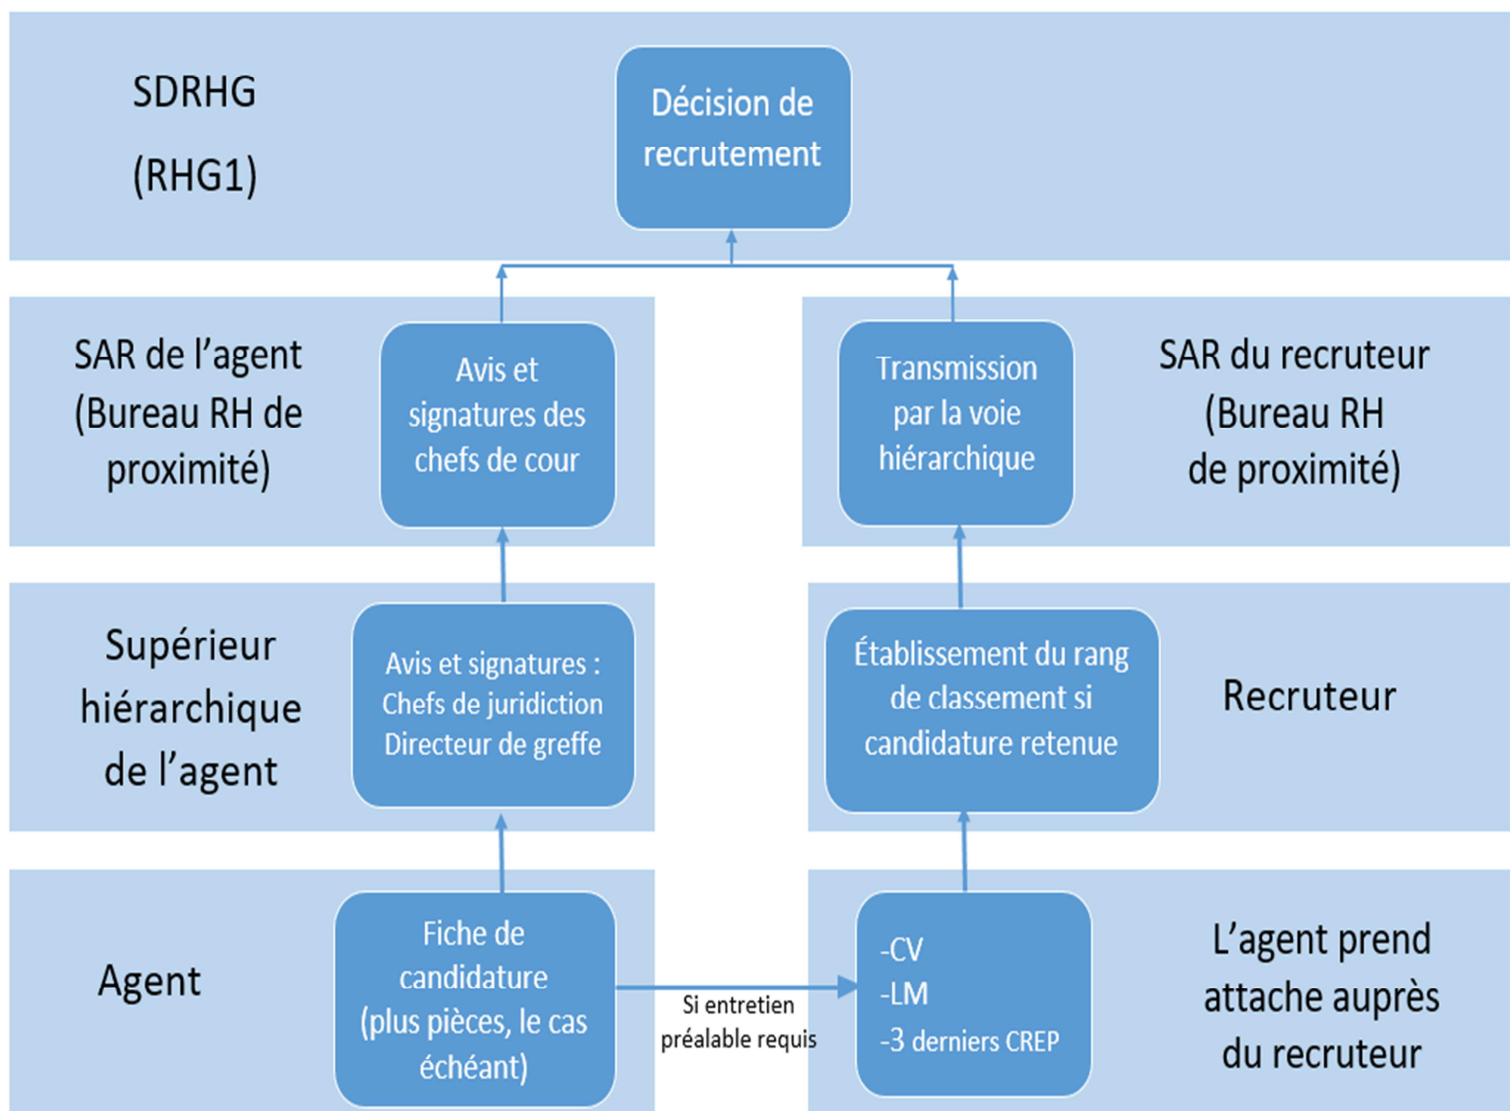 SDRHG
(RHG1)
Décision de
recrutement
SAR de l’agent
(Bureau RH de
proximité)
Avis et
signatures des
chefs de cour
Transmission
par la voie
hiérarchique
SAR du recruteur
(Bureau RH
de proximité)
Supérieur
hiérarchique
de l’agent
Avis et signatures :
Chefs de juridiction
Directeur de greffe
Établissement du rang
de classement si
candidature retenue
Recruteur
Agent
Fiche de
candidature
(plus pièces, le cas
échéant)
Si entretien
préalable requis
-CV
-LM
-3 derniers CREP
L’agent prend
attache auprès
du recruteur